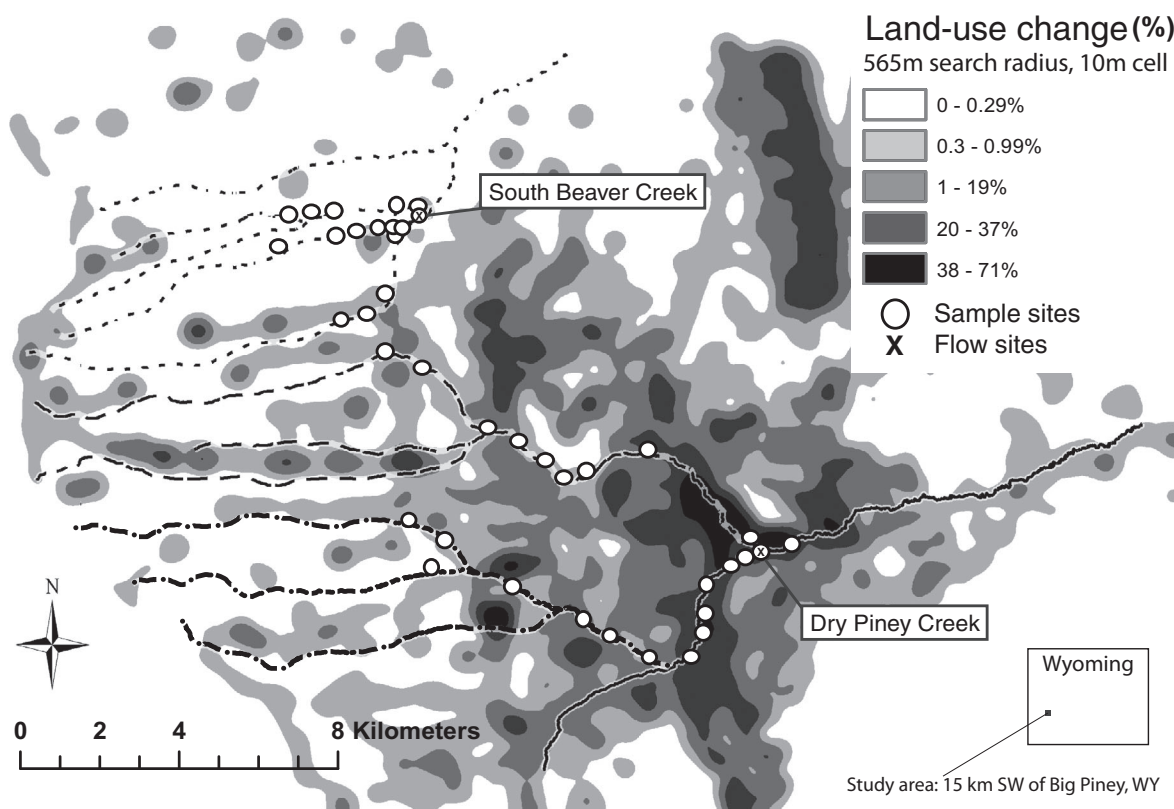 Land-use change (%)
565m search radius, 10m cell
0 - 0.29%
0.3 - 0.99%
1 - 19%
20 - 37%
38 - 71%
Sample sites
X Flow sites
South Beaver Creek
x
x
Dry Piney Creek
N
0 2 4 8 Kilometers
Wyoming
Study area: 15 km SW of Big Piney, WY